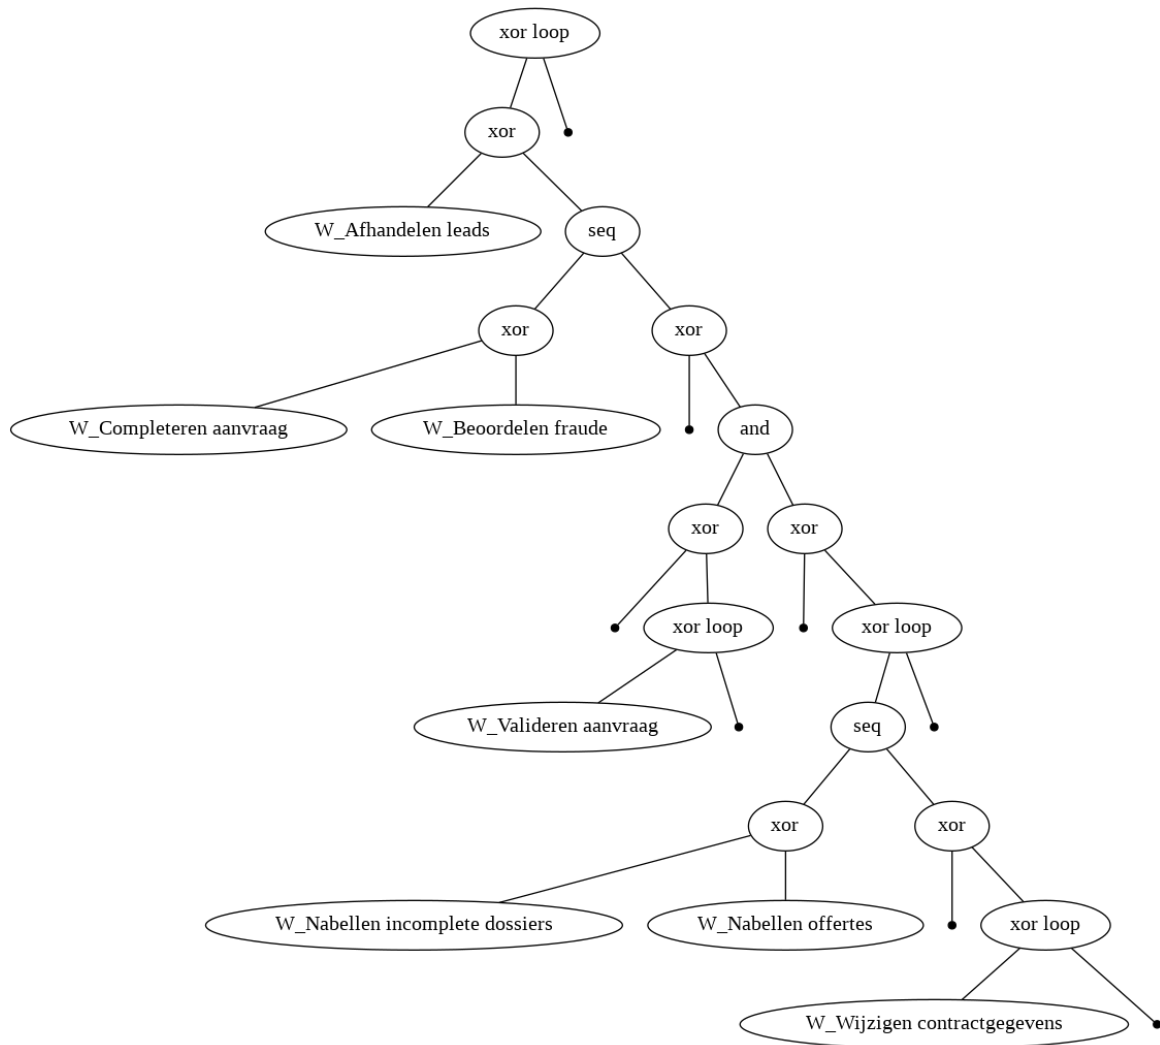 xor loop
xor
W_Afhandelen leads
seq
xor
xor
W_Completeren aanvraag
W_Beoordelen fraude
and
xor
xor
xor loop
xor loop
W_Valideren aanvraag
seq
xor
xor
W_Nabellen incomplete dossiers
W_Nabellen offertes
xor loop
W_Wijzigen contractgegevens